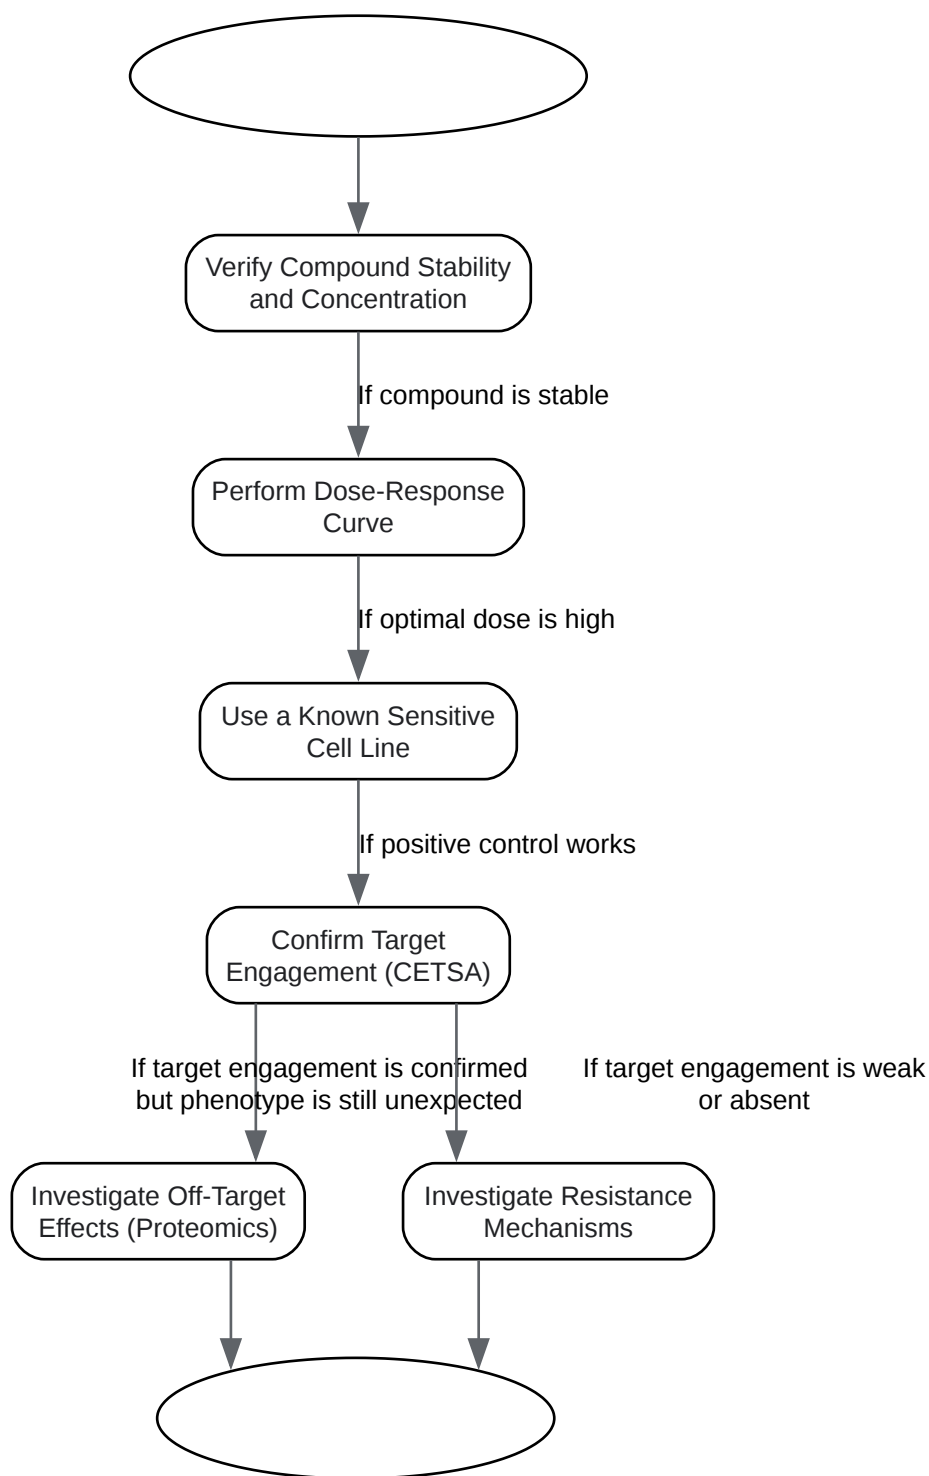 Verify Compound Stability
and Concentration
If compound is stable
Perform Dose-Response
Curve
If optimal dose is high
Use a Known Sensitive
Cell Line
If positive control works
Confirm Target
Engagement (CETSA)
If target engagement is confirmed
but phenotype is still unexpected
If target engagement is weak
or absent
Investigate Off-Target
Effects (Proteomics)
Investigate Resistance
Mechanisms